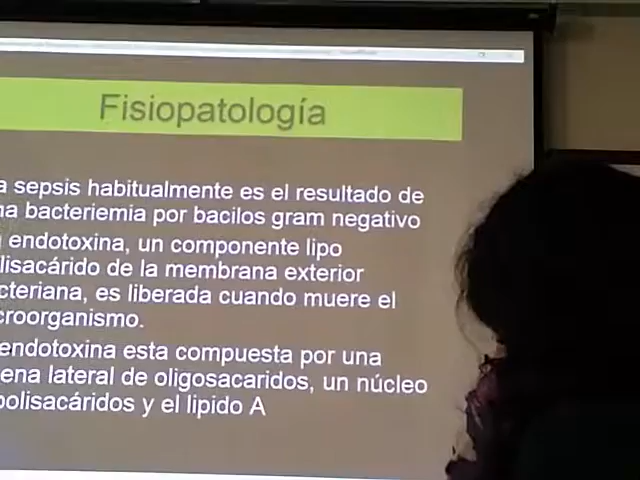 Fisiopatología
a sepsis habitualmente es el resultado de
na bacteriemia por bacilos gram negativo
endotoxina, un componente lipo
lisacárido de la membrana exterior
cteriana, es liberada cuando muere el
croorganismo.
endotoxina esta compuesta por una
ena lateral de oligosacaridos, un núcleo
polisacáridos y el lipido A